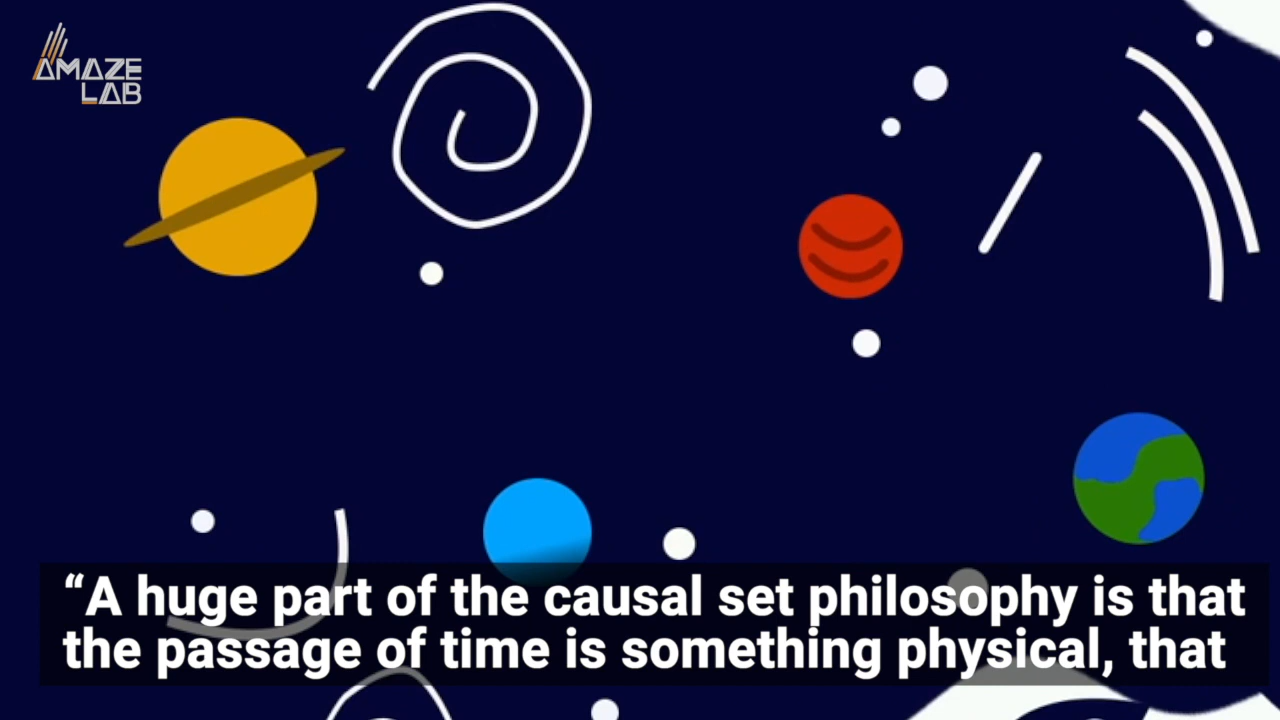 AMAZE
LAB
“A huge part of the causal set philosophy is that
the passage of time is something physical, that